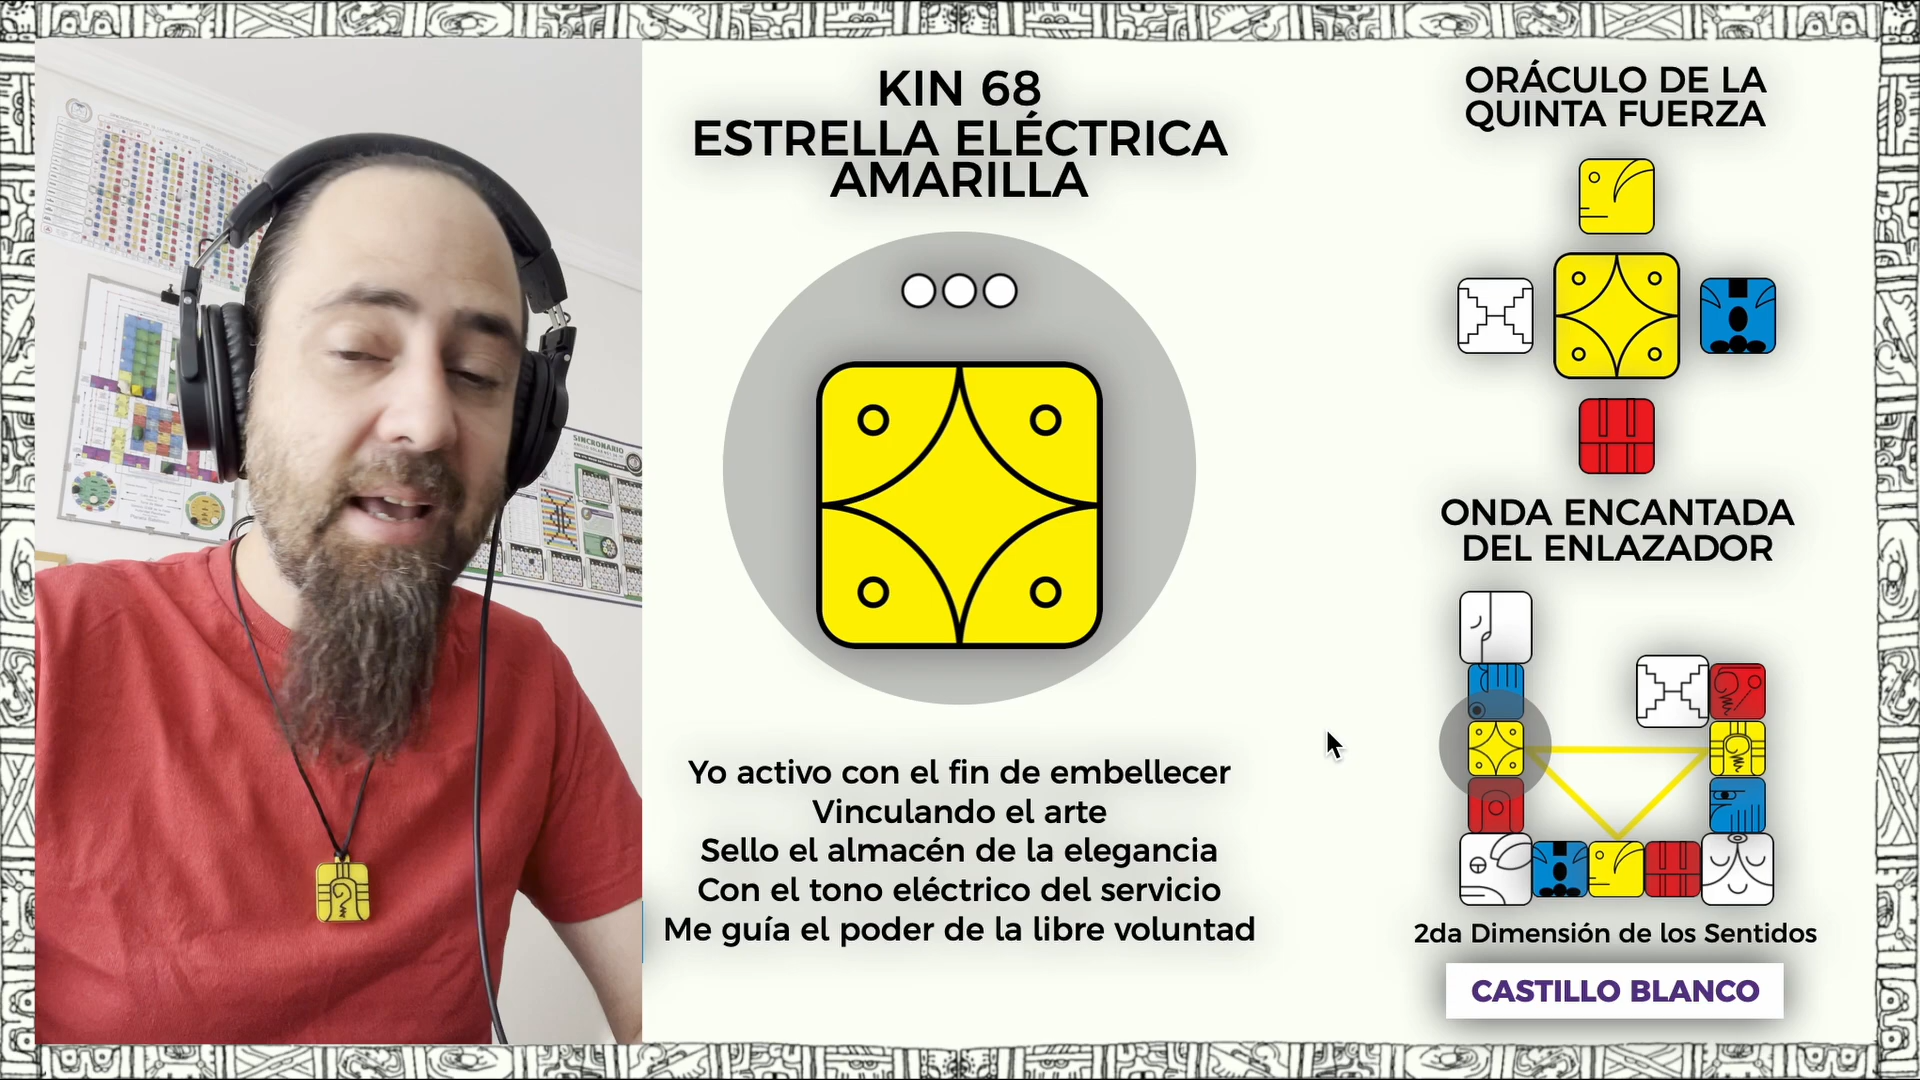 SINCRONARIO
KIN 68
ESTRELLA ELÉCTRICA
AMARILLA
Yo activo con el fin de embellecer
Vinculando el arte
Sello el almacén de la elegancia
Con el tono eléctrico del servicio
Me guía el poder de la libre voluntad
ORÁCULO DE LA
QUINTA FUERZA
ONDA ENCANTADA
DEL ENLAZADOR
2da Dimensión de los Sentidos
CASTILLO BLANCO